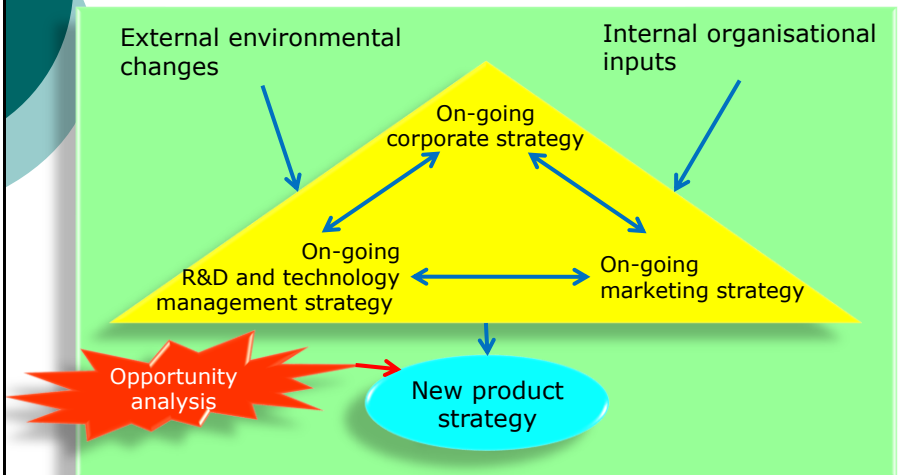 External environmental
changes
Internal organisational
inputs
On-going
corporate strategy
On-going
R&D and technology
management strategy
On-going
marketing strategy
Opportunity
analysis
New product
strategy